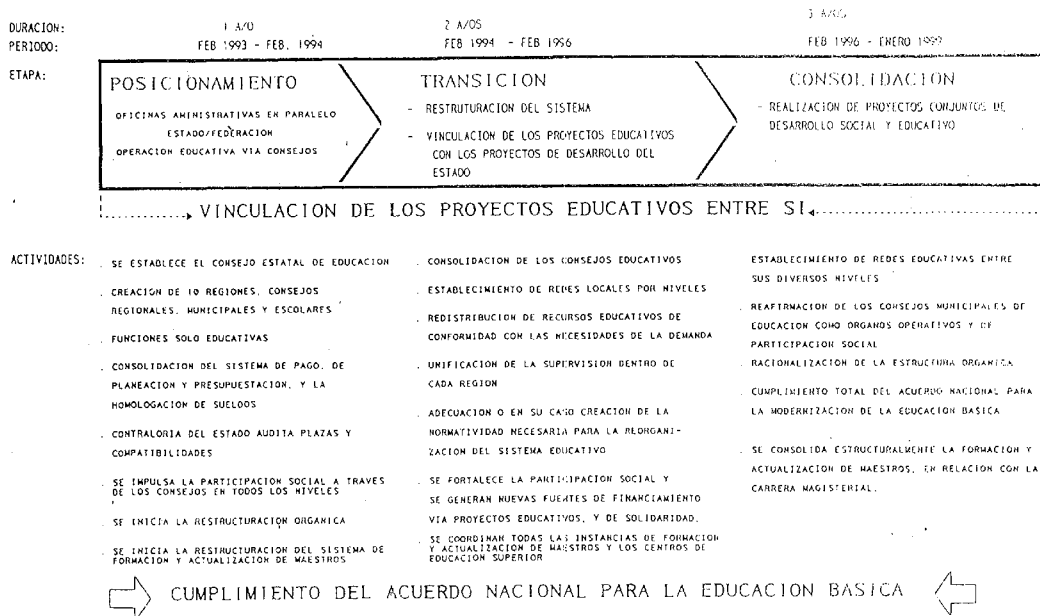 DURACION:
1 A/O
2 A/OS
3 A/OS
PERIODO:
FEB 1993 - FEB, 1994
FEB 1994 - FEB 1996
FEB 1996 - ENERO 1999
ETAPA:
POSICIONAMIENTO
OFICINAS AMINISTRATIVAS EN PARALELO
ESTADO/FEDERACION
OPERACION EDUCATIVA VIA CONSEJOS
TRANSICION
- RESTRUTURACION DEL SISTEMA
- VINCULACION DE LOS PROYECTOS EDUCATIVOS
CON LOS PROYECTOS DE DESARROLLO DEL
ESTADO
CONSOLIDACION
- REALIZACION DE PROYECTOS CONJUNTOS DE
DESARROLLO SOCIAL Y EDUCATIVO
VINCULACION DE LOS PROYECTOS EDUCATIVOS ENTRE SI
ACTIVIDADES:
. SE ESTABLECE EL CONSEJO ESTATAL DE EDUCACION
. CREACION DE 10 REGIONES, CONSEJOS
REGIONALES, MUNICIPALES Y ESCOLARES
. FUNCIONES SOLO EDUCATIVAS
. CONSOLIDACION DEL SISTEMA DE PAGO, DE
PLANEACION Y PRESUPUESTACION, Y LA
HOMOLOGACION DE SUELDOS
. CONTRALORIA DEL ESTADO AUDITA PLAZAS Y
COMPATIBILIDADES
. SE IMPULSA LA PARTICIPACION SOCIAL A TRAVES
DE LOS CONSEJOS EN TODOS LOS NIVELES
. SE INICIA LA RESTRUCTURACION ORGANICA
. SE INICIA LA RESTRUCTURACION DEL SISTEMA DE
FORMACION Y ACTUALIZACION DE MAESTROS
. CONSOLIDACION DE LOS CONSEJOS EDUCATIVOS
. ESTABLECIMIENTO DE REDES LOCALES POR NIVELES
. REDISTRIBUCION DE RECURSOS EDUCATIVOS DE
CONFORMIDAD CON LAS NECESIDADES DE LA DEMANDA
. UNIFICACION DE LA SUPERVISION DENTRO DE
CADA REGION
. ADECUACION O EN SU CASO CREACION DE LA
NORMATIVIDAD NECESARIA PARA LA REORGANI-
ZACION DEL SISTEMA EDUCATIVO
. SE FORTALECE LA PARTICIPACION SOCIAL Y
SE GENERAN NUEVAS FUENTES DE FINANCIAMIENTO
VIA PROYECTOS EDUCATIVOS, Y DE SOLIDARIDAD.
. SE COORDINAN TODAS LAS INSTANCIAS DE FORMACION
Y ACTUALIZACION DE MAESTROS Y LOS CENTROS DE
EDUCACION SUPERIOR
ESTABLECIMIENTO DE REDES EDUCATIVAS ENTRE
SUS DIVERSOS NIVELES
. REAFIRMACION DE LOS CONSEJOS MUNICIPALES DE
EDUCACION COMO ORGANOS OPERATIVOS Y DE
PARTICIPACION SOCIAL
. RACIONALIZACION DE LA ESTRUCTURA ORGANICA
. CUMPLIMIENTO TOTAL DEL ACUERDO NACIONAL PARA
LA MODERNIZACION DE LA EDUCACION BASICA
. SE CONSOLIDA ESTRUCTURALMENTE LA FORMACION Y
ACTUALIZACION DE MAESTROS, EN RELACION CON LA
CARRERA MAGISTERIAL.
CUMPLIMIENTO DEL ACUERDO NACIONAL PARA LA EDUCACION BASICA